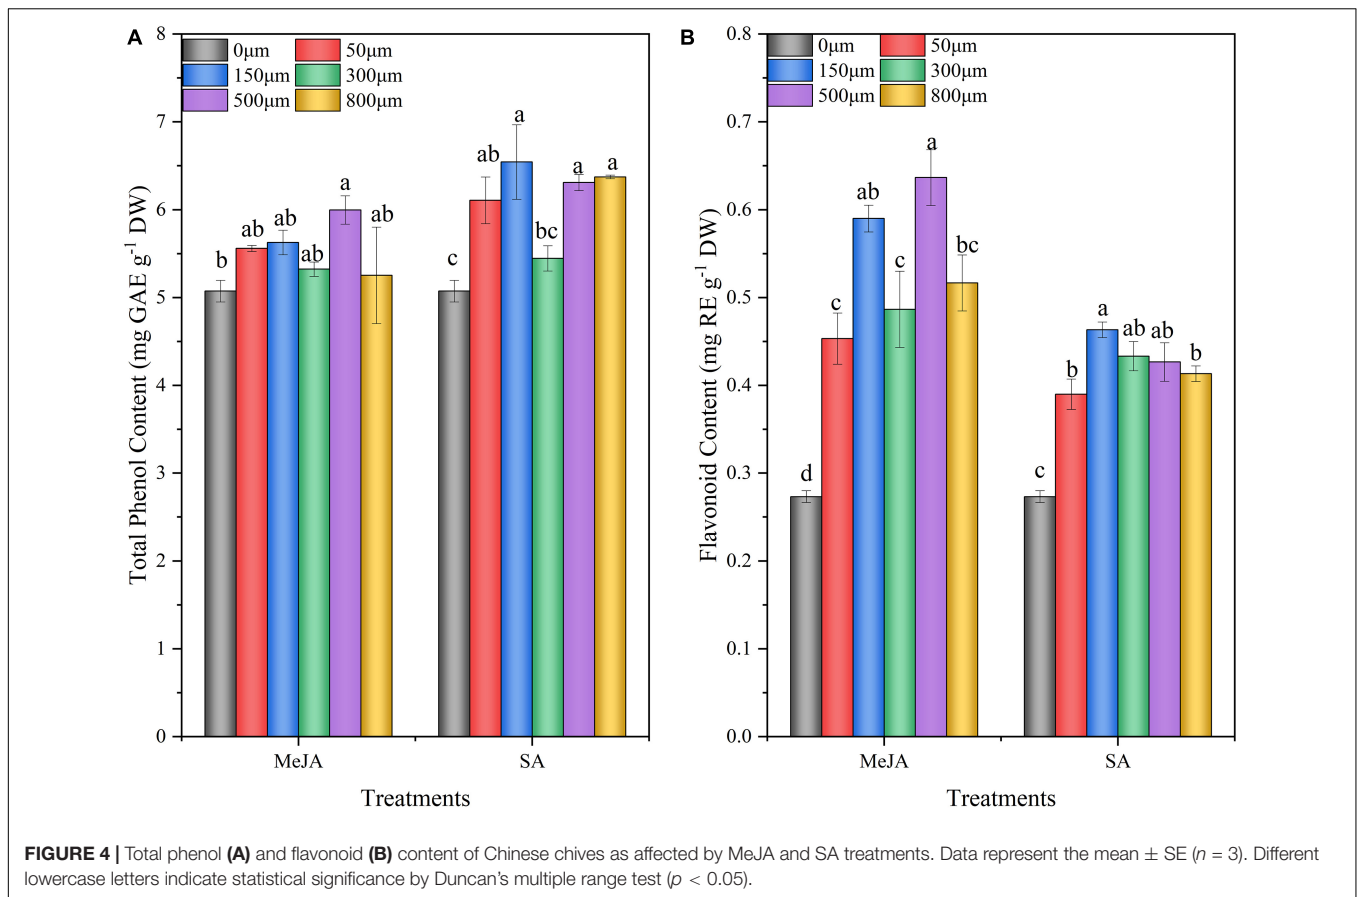 A
8
7
6
5
4
3
2
1
0
Total Phenol Content (mg GAE g-1 DW)
0μm 50μm
150μm 300μm
500μm 800μm
b ab ab ab a ab
c ab a bc a a
MeJA SA
Treatments
B
0.8
0.7
0.6
0.5
0.4
0.3
0.2
0.1
0.0
Flavonoid Content (mg RE g-1 DW)
0μm 50μm
150μm 300μm
500μm 800μm
d c ab c a bc
c b a ab ab b
MeJA SA
Treatments
FIGURE 4 | Total phenol (A) and flavonoid (B) content of Chinese chives as affected by MeJA and SA treatments. Data represent the mean ± SE (n = 3). Different
lowercase letters indicate statistical significance by Duncan's multiple range test (p < 0.05).